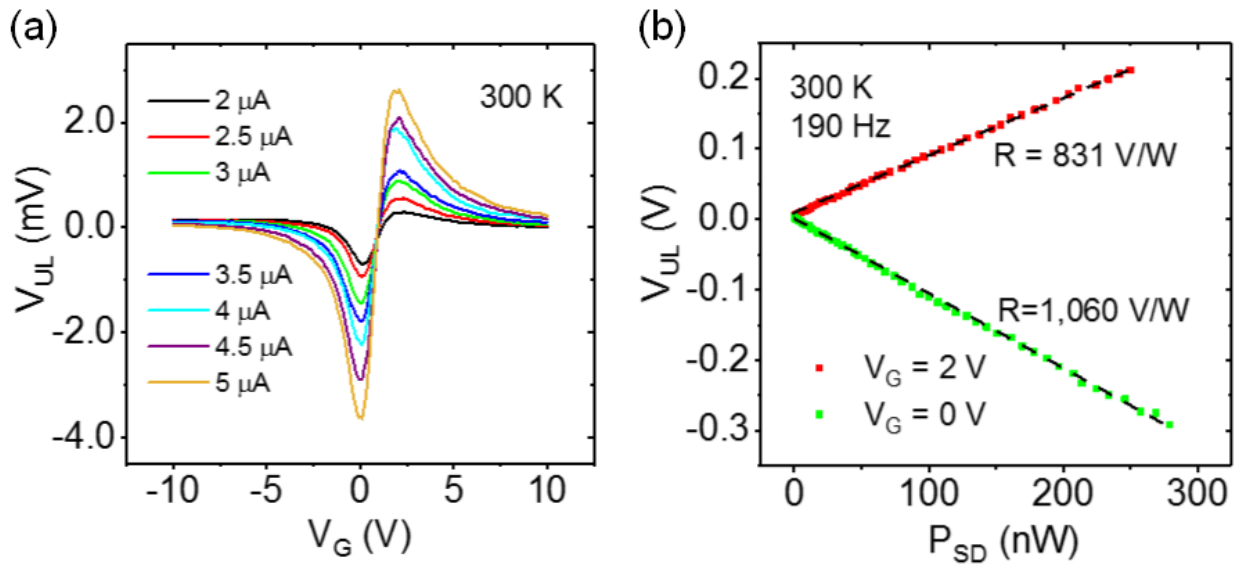 (a)
300 K
2 μA
2.5 μA
3 μA
3.5 μA
4 μA
4.5 μA
5 μA
2.0
0.0
-2.0
-4.0
V_UL (mV)
-10
-5
0
5
10
V_G (V)
(b)
300 K
190 Hz
R = 831 V/W
R=1,060 V/W
V_G = 2 V
V_G = 0 V
0.2
0.1
0.0
-0.1
-0.2
-0.3
V_UL (V)
0
100
200
300
P_SD (nW)